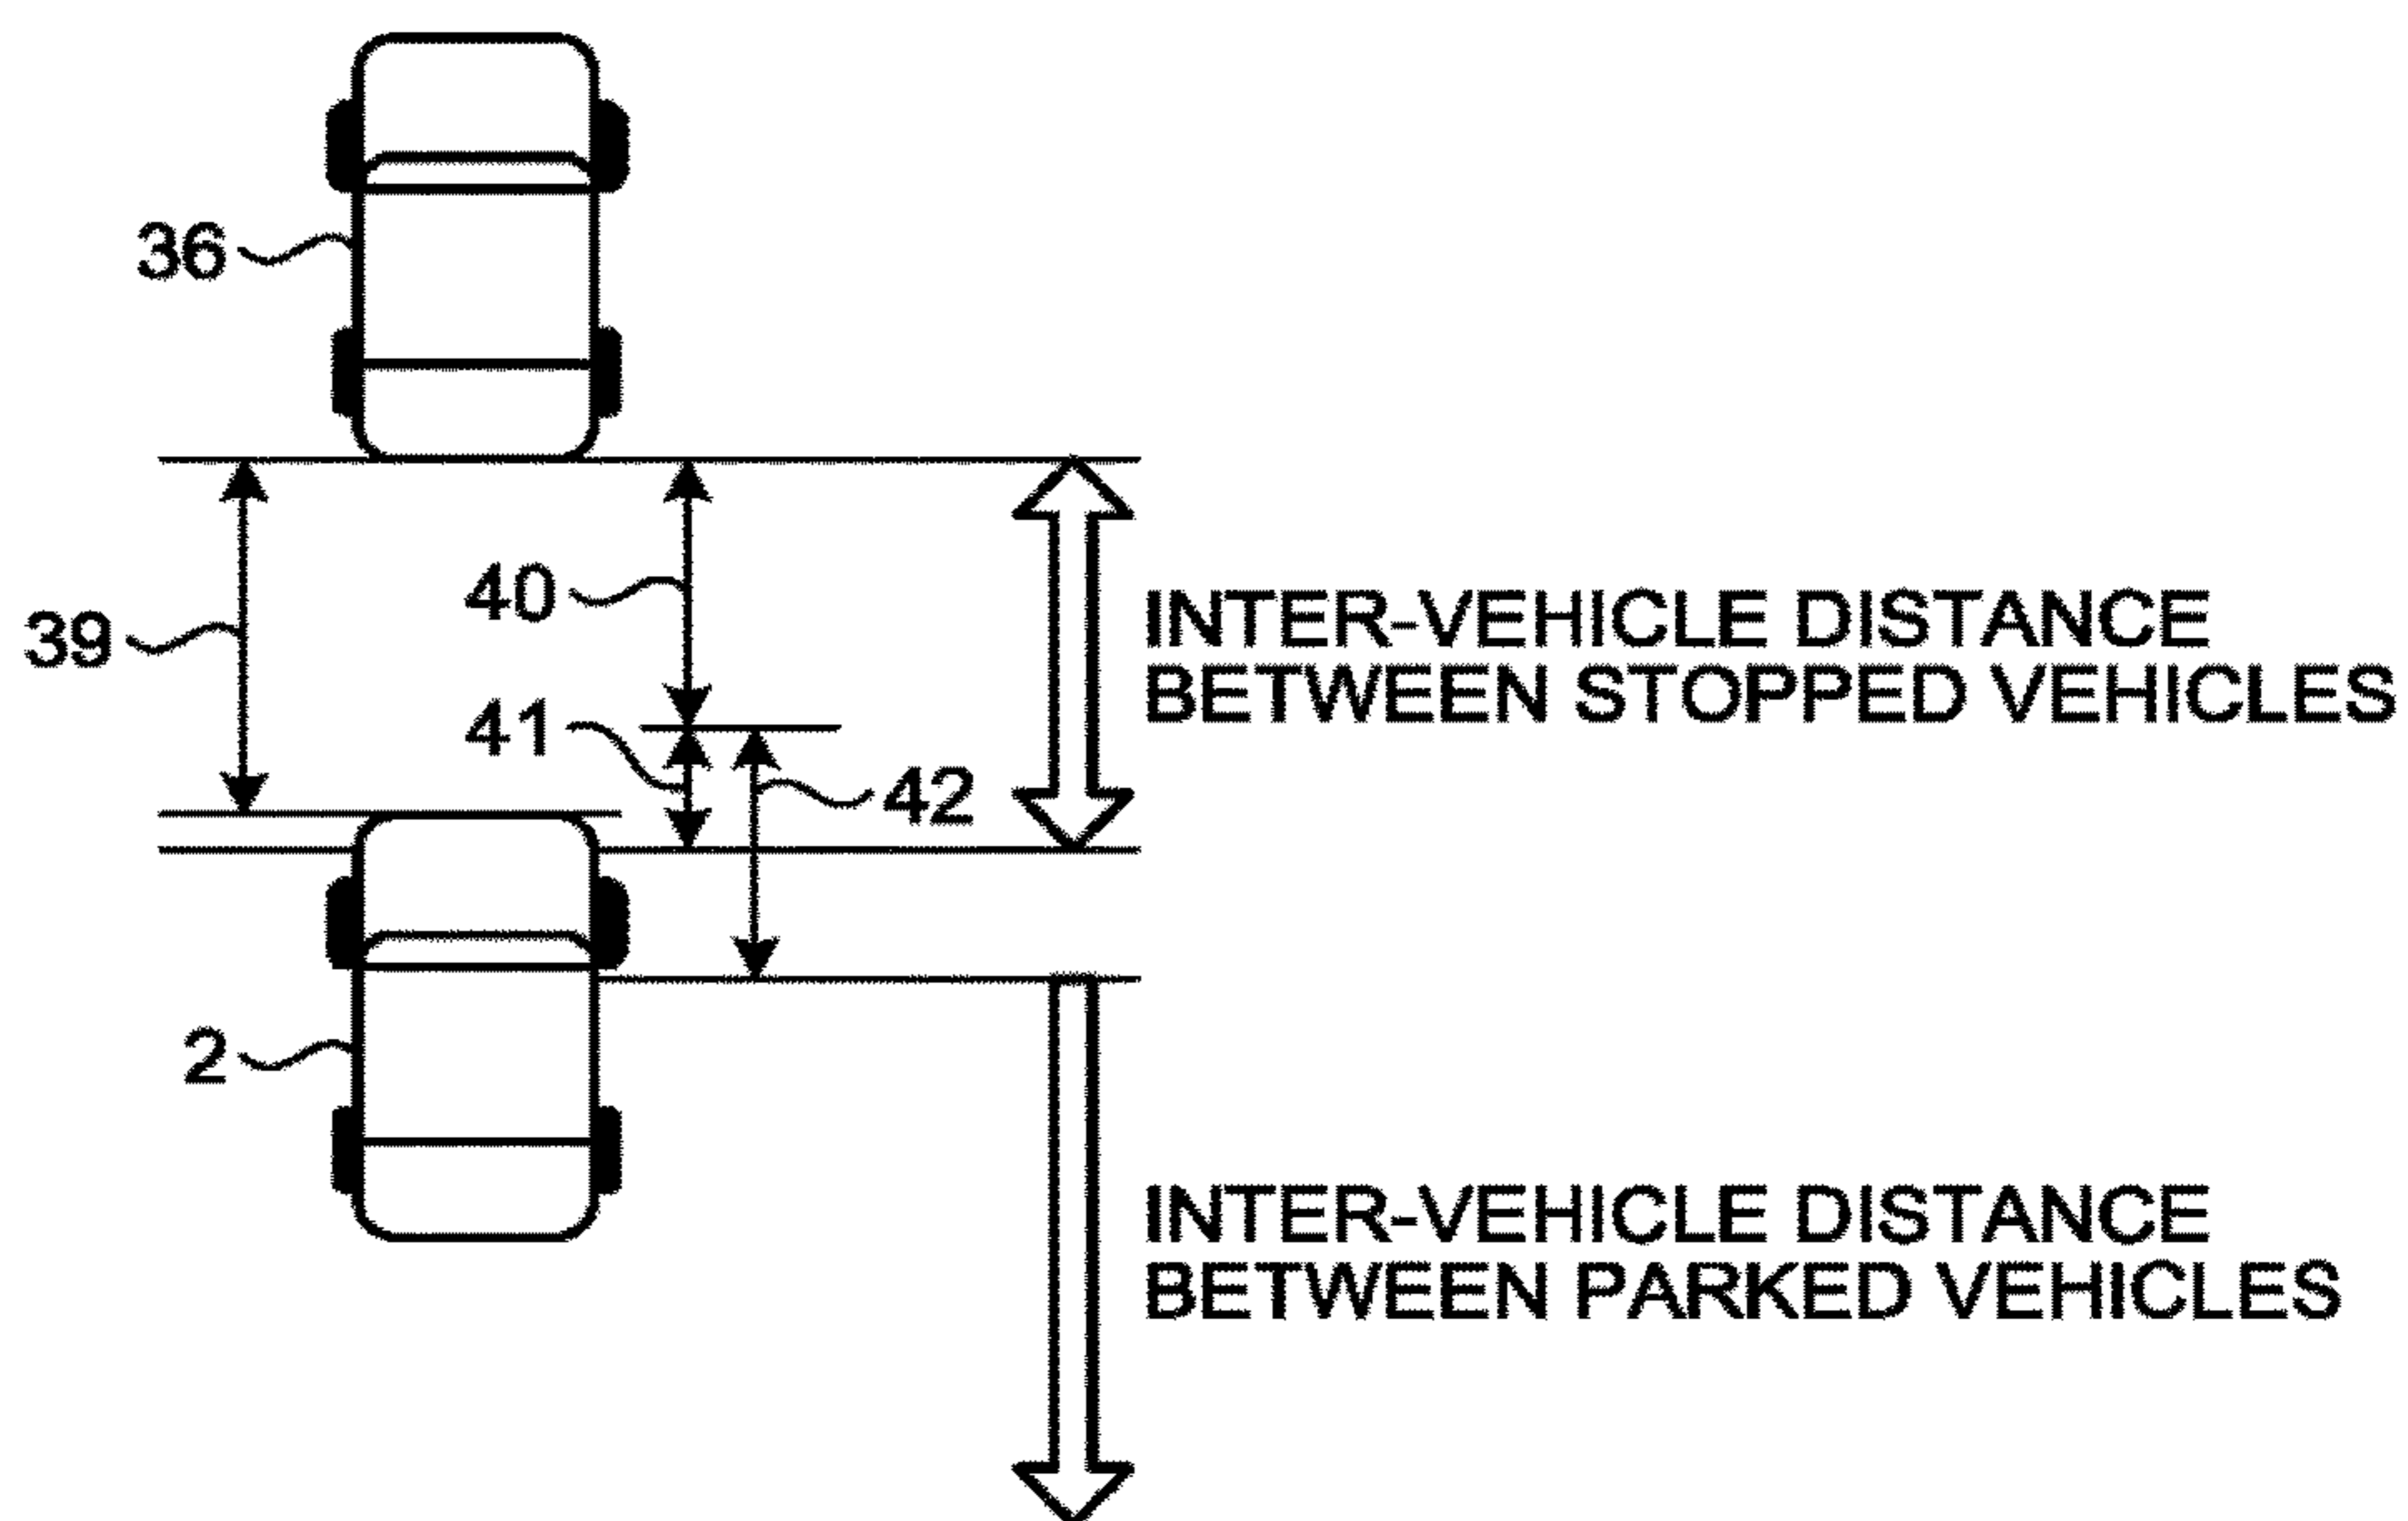 36
40
INTER-VEHICLE DISTANCE
BETWEEN STOPPED VEHICLES
39
41
42
2
INTER-VEHICLE DISTANCE
BETWEEN PARKED VEHICLES